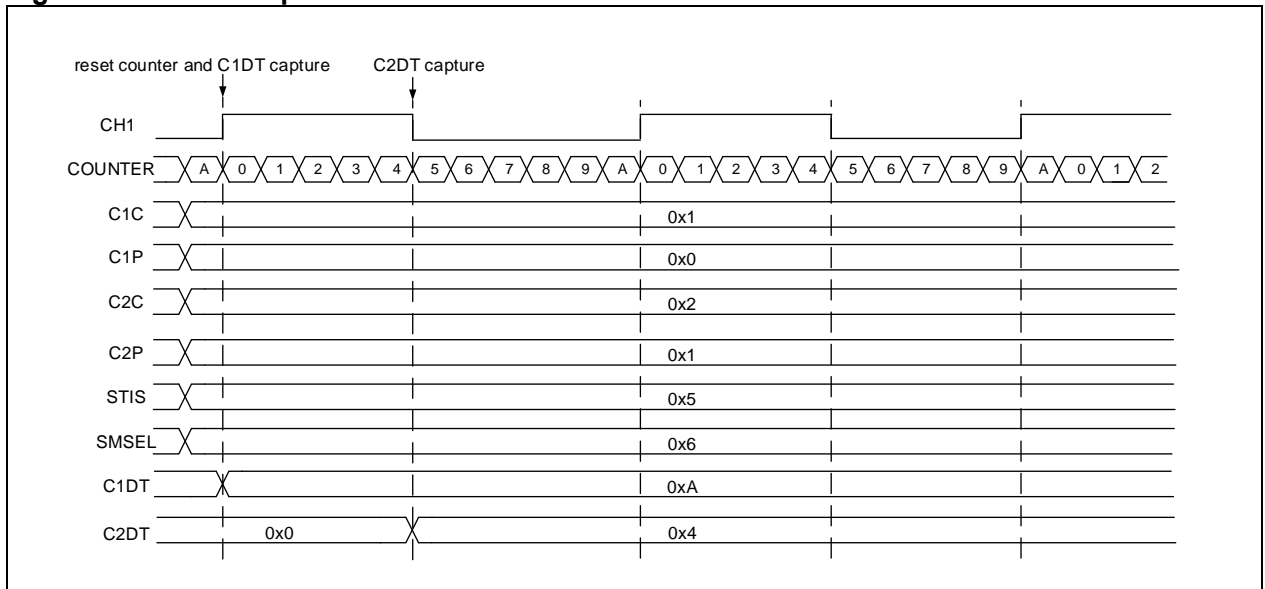 reset counter and C1DT capture C2DT capture
CH1
COUNTER A 0 1 2 3 4 5 6 7 8 9 A 0 1 2 3 4 5 6 7 8 9 A 0 1 2
C1C 0x1
C1P 0x0
C2C 0x2
C2P 0x1
STIS 0x5
SMSEL 0x6
C1DT 0xA
C2DT 0x0 0x4